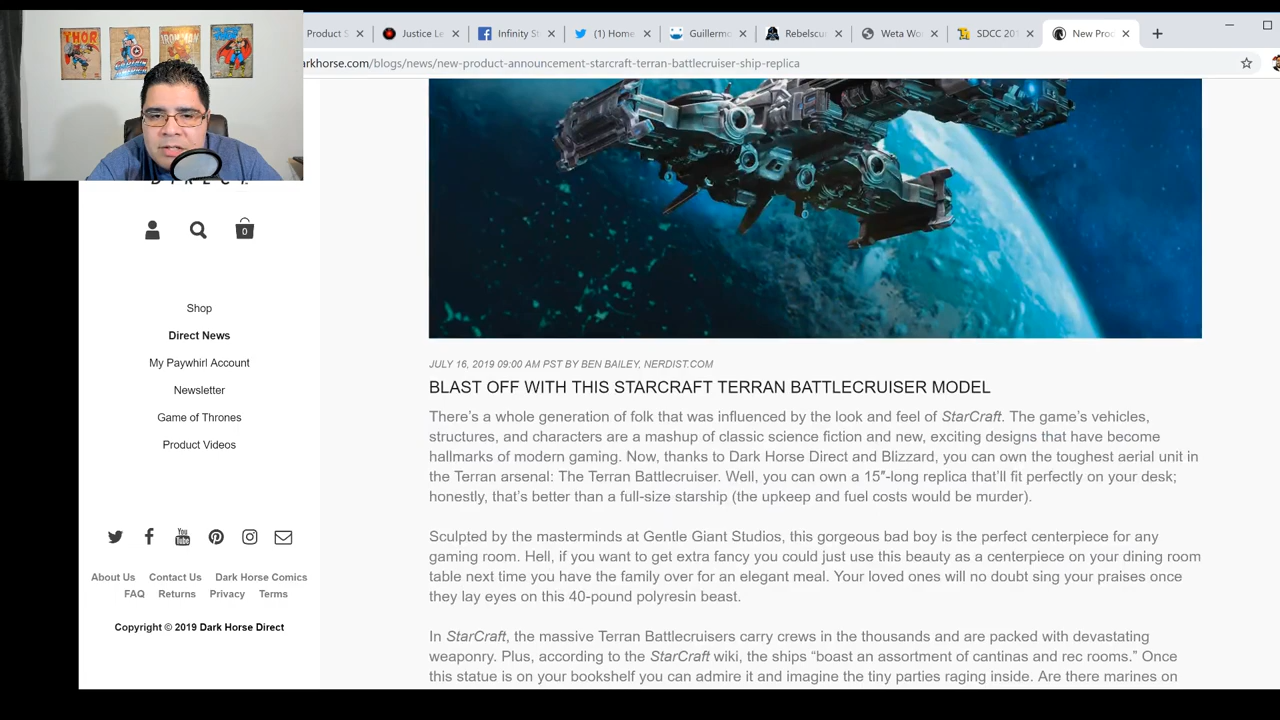 THOR
IRON MAN
Product S
Justice Le
Infinity St
(1) Home
Guillermo
Rebelscu
Weta Wo
SDCC 201
New Proc
arkhorse.com/blogs/news/new-product-announcement-starcraft-terran-battlecruiser-ship-replica
DIRECT
0
Shop
Direct News
My Paywhirl Account
Newsletter
Game of Thrones
Product Videos
You
Tube
About Us Contact Us Dark Horse Comics
FAQ Returns Privacy Terms
Copyright © 2019 Dark Horse Direct
JULY 16, 2019 09:00 AM PST BY BEN BAILEY, NERDIST.COM
BLAST OFF WITH THIS STARCRAFT TERRAN BATTLECRUISER MODEL
There’s a whole generation of folk that was influenced by the look and feel of StarCraft. The game’s vehicles,
structures, and characters are a mashup of classic science fiction and new, exciting designs that have become
hallmarks of modern gaming. Now, thanks to Dark Horse Direct and Blizzard, you can own the toughest aerial unit in
the Terran arsenal: The Terran Battlecruiser. Well, you can own a 15″-long replica that’ll fit perfectly on your desk;
honestly, that’s better than a full-size starship (the upkeep and fuel costs would be murder).
Sculpted by the masterminds at Gentle Giant Studios, this gorgeous bad boy is the perfect centerpiece for any
gaming room. Hell, if you want to get extra fancy you could just use this beauty as a centerpiece on your dining room
table next time you have the family over for an elegant meal. Your loved ones will no doubt sing your praises once
they lay eyes on this 40-pound polyresin beast.
In StarCraft, the massive Terran Battlecruisers carry crews in the thousands and are packed with devastating
weaponry. Plus, according to the StarCraft wiki, the ships “boast an assortment of cantinas and rec rooms.” Once
this statue is on your bookshelf you can admire it and imagine the tiny parties raging inside. Are there marines on